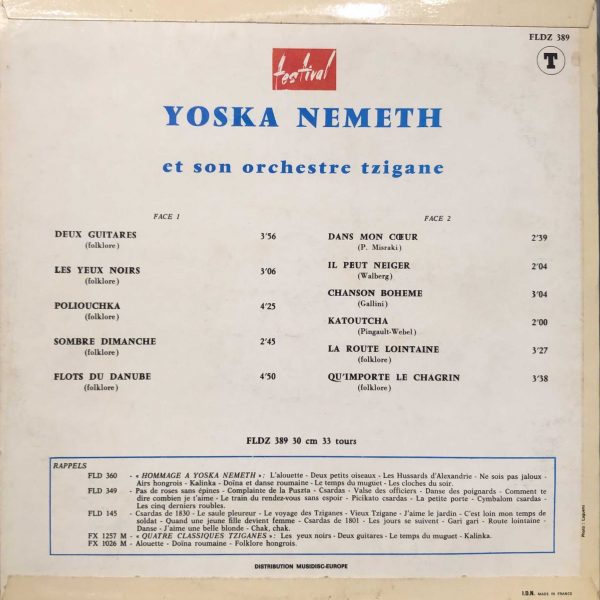 FLDZ 389
T
festival
YOSKA NEMETH
et son orchestre tzigane
FACE 1
DEUX GUITARES 3'56
(folklore)
LES YEUX NOIRS 3'06
(folklore)
POLIOUCHKA 4'25
(folklore)
SOMBRE DIMANCHE 2'45
(folklore)
FLOTS DU DANUBE 4'50
(folklore)
FACE 2
DANS MON CŒUR 2'39
(P. Misraki)
IL PEUT NEIGER 2'04
(Walberg)
CHANSON BOHEME 3'04
(Gallini)
KATOUTCHA 2'00
(Pingault-Webel)
LA ROUTE LOINTAINE 3'27
(folklore)
QU'IMPORTE LE CHAGRIN 3'38
(folklore)
FLDZ 389 30 cm 33 tours
RAPPELS
FLD 360 - « HOMMAGE A YOSKA NEMETH » : L'alouette - Deux petits oiseaux - Les Hussards d'Alexandrie - Ne sois pas jaloux -
Airs hongrois - Kalinka - Doïna et danse roumaine - Le temps du muguet - Les cloches du soir.
FLD 349 - Pas de roses sans épines - Complainte de la Puszta - Csardas - Valse des officiers - Danse des poignards - Comment te
dire combien je t'aime - Le train du rendez-vous sans espoir - Picikato csardas - La petite porte - Cymbalom csardas -
Les cinq derniers roubles.
FLD 145 - Csardas de 1830 - Le saule pleureur - Le voyage des Tziganes - Vieux Tzigane - J'aime le jardin - C'est loin mon temps de
soldat - Quand une jeune fille devient femme - Csardas de 1801 - Les jours se suivent - Gari gari - Route lointaine -
Danse - J'aime une belle blonde - Chak, chak.
FX 1257 M - « QUATRE CLASSIQUES TZIGANES » : Les yeux noirs - Deux guitares - Le temps du muguet - Kalinka.
FX 1026 M - Alouette - Doïna roumaine - Folklore hongrois.
DISTRIBUTION MUSIDISC-EUROPE
I.D.N. MADE IN FRANCE